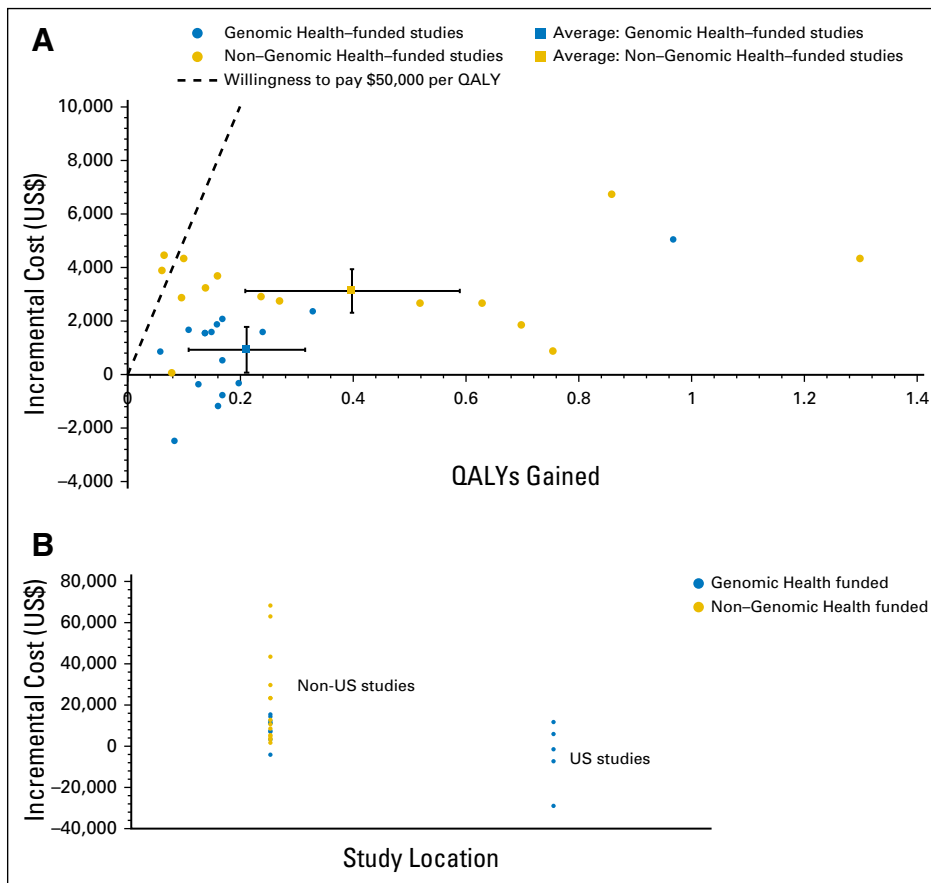 A
Genomic Health–funded studies
Average: Genomic Health–funded studies
Non–Genomic Health–funded studies
Average: Non–Genomic Health–funded studies
Willingness to pay $50,000 per QALY
Incremental Cost (US$)
10,000
8,000
6,000
4,000
2,000
0
–2,000
–4,000
0 0.2 0.4 0.6 0.8 1 1.2 1.4
QALYs Gained
B
Incremental Cost (US$)
80,000
60,000
40,000
20,000
0
–20,000
–40,000
Genomic Health funded
Non–Genomic Health funded
Non-US studies
US studies
Study Location